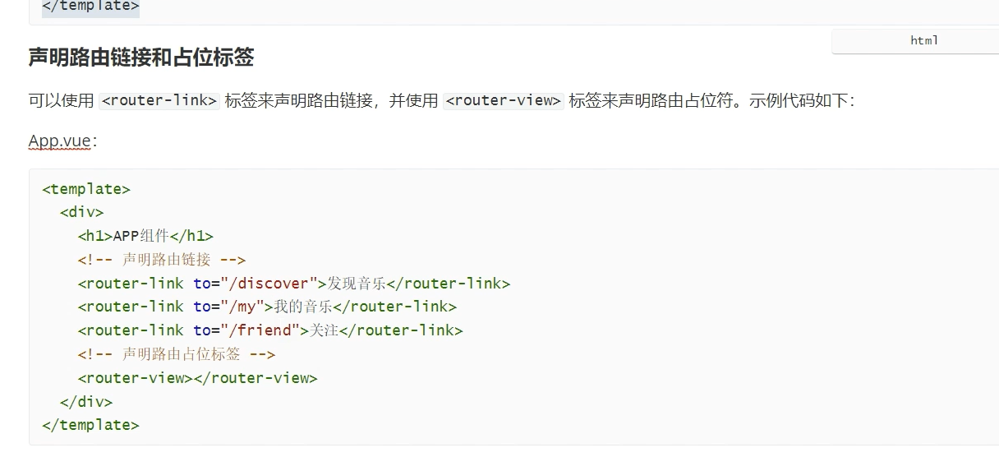 </template>
html
声明路由链接和占位标签
可以使用 <router-link> 标签来声明路由链接，并使用 <router-view> 标签来声明路由占位符。示例代码如下：
App.vue：
<template>
  <div>
    <h1>APP组件</h1>
    <!-- 声明路由链接 -->
    <router-link to="/discover">发现音乐</router-link>
    <router-link to="/my">我的音乐</router-link>
    <router-link to="/friend">关注</router-link>
    <!-- 声明路由占位标签 -->
    <router-view></router-view>
  </div>
</template>